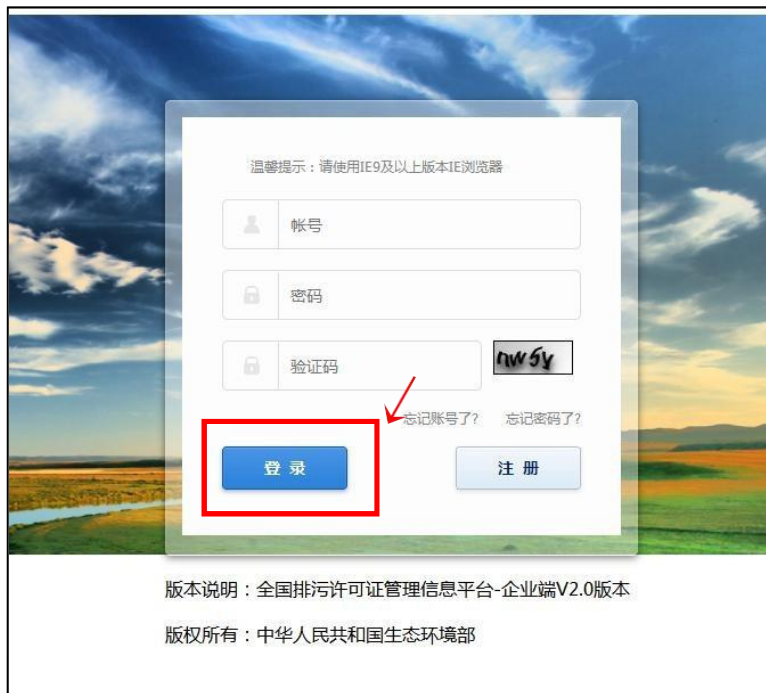 温馨提示：请使用IE9及以上版本IE浏览器
帐号
密码
验证码
nw5y
忘记账号了?
忘记密码了?
登 录
注 册
版本说明：全国排污许可证管理信息平台-企业端V2.0版本
版权所有：中华人民共和国生态环境部